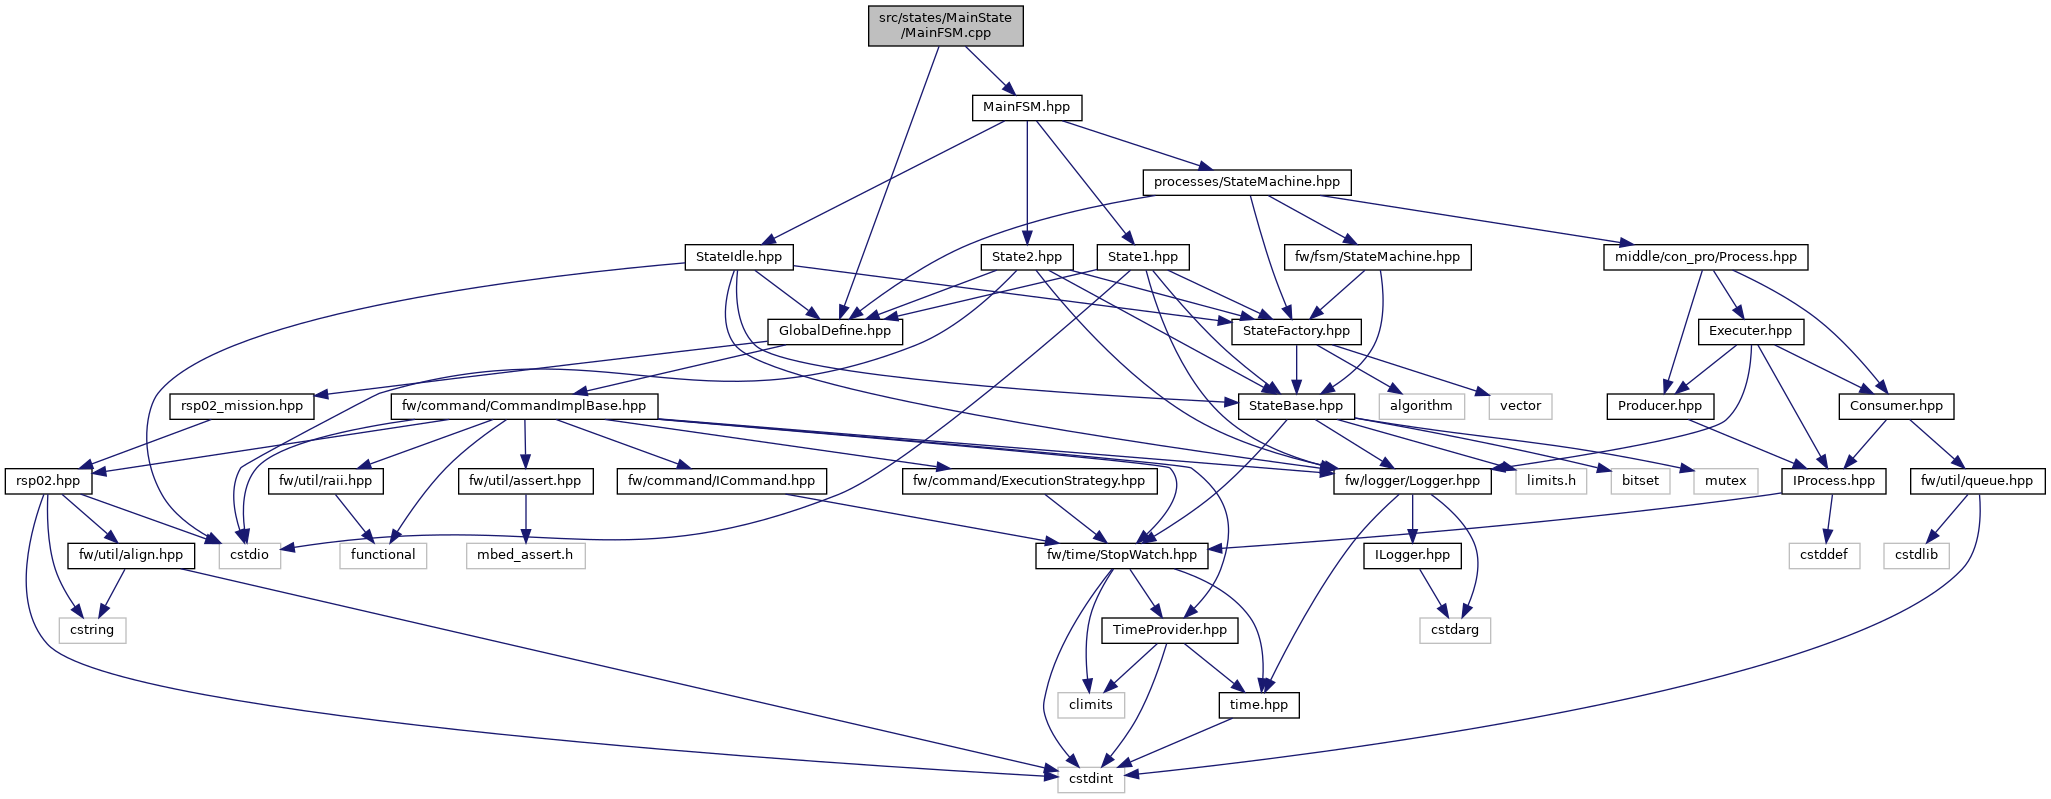 src/states/MainState
/MainFSM.cpp
MainFSM.hpp
processes/StateMachine.hpp
StateIdle.hpp
State2.hpp
State1.hpp
fw/fsm/StateMachine.hpp
middle/con_pro/Process.hpp
GlobalDefine.hpp
StateFactory.hpp
Executer.hpp
rsp02_mission.hpp
fw/command/CommandImplBase.hpp
StateBase.hpp
algorithm
vector
Producer.hpp
Consumer.hpp
rsp02.hpp
fw/util/raii.hpp
fw/util/assert.hpp
fw/command/ICommand.hpp
fw/command/ExecutionStrategy.hpp
fw/logger/Logger.hpp
limits.h
bitset
mutex
IProcess.hpp
fw/util/queue.hpp
fw/util/align.hpp
cstdio
functional
mbed_assert.h
fw/time/StopWatch.hpp
ILogger.hpp
cstddef
cstdlib
cstring
TimeProvider.hpp
cstdarg
climits
time.hpp
cstdint